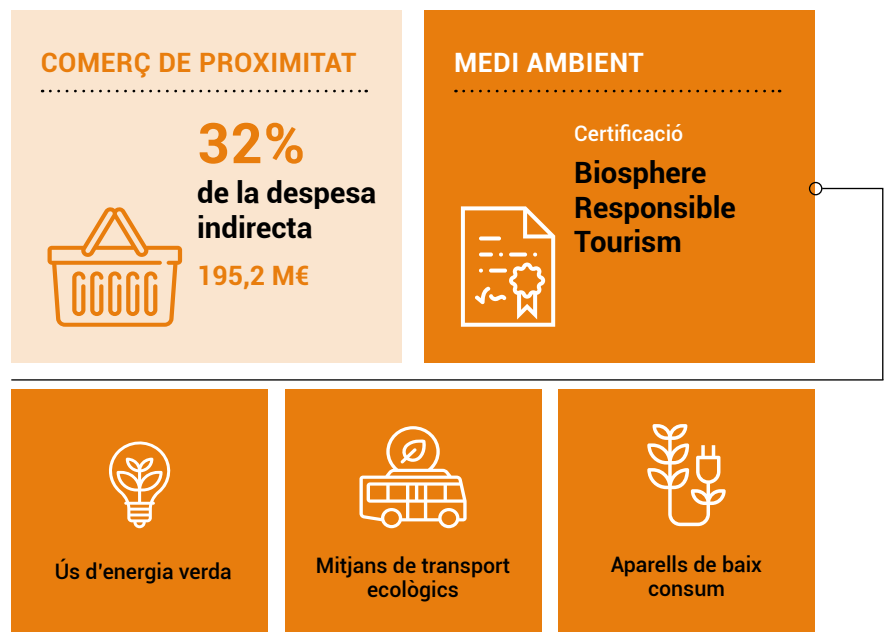 COMERÇ DE PROXIMITAT
32%
de la despesa
indirecta
195,2 M€
MEDI AMBIENT
Certificació
Biosphere
Responsible
Tourism
Ús d'energia verda
Mitjans de transport
ecològics
Aparells de baix
consum